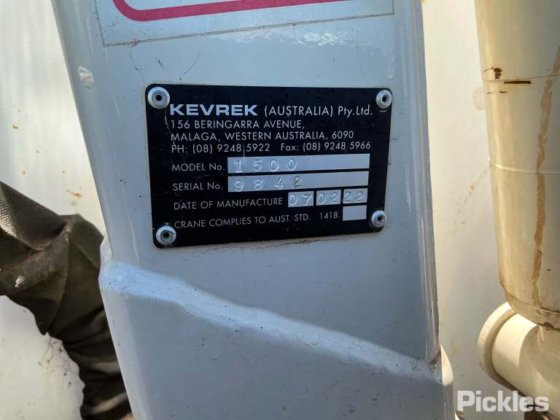 KEVREK (AUSTRALIA) Pty. Ltd.
156 BERINGARRA AVENUE,
MALAGA, WESTERN AUSTRALIA, 6090
PH: (08) 9248 5922 Fax: (08) 9248 5966
MODEL No. 1500
SERIAL No. 9842
DATE OF MANUFACTURE 070222
CRANE COMPLIES TO AUST. STD. 1418.
Pickles